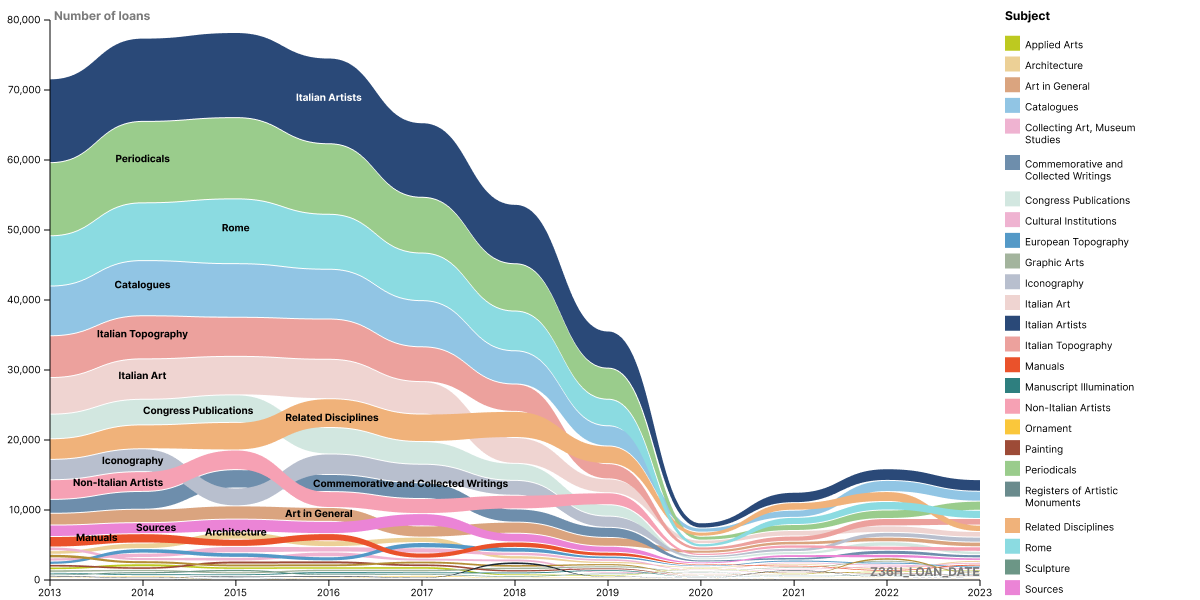 Number of loans
80,000
70,000
60,000
50,000
40,000
30,000
20,000
10,000
0
2013
2014
2015
2016
2017
2018
2019
2020
2021
2022
2023
Z36H_LOAN_DATE
Italian Artists
Periodicals
Rome
Catalogues
Italian Topography
Italian Art
Congress Publications
Related Disciplines
Iconography
Non-Italian Artists
Commemorative and Collected Writings
Art in General
Sources
Architecture
Manuals
Subject
Applied Arts
Architecture
Art in General
Catalogues
Collecting Art, Museum
Studies
Commemorative and
Collected Writings
Congress Publications
Cultural Institutions
European Topography
Graphic Arts
Iconography
Italian Art
Italian Artists
Italian Topography
Manuals
Manuscript Illumination
Non-Italian Artists
Ornament
Painting
Periodicals
Registers of Artistic
Monuments
Related Disciplines
Rome
Sculpture
Sources